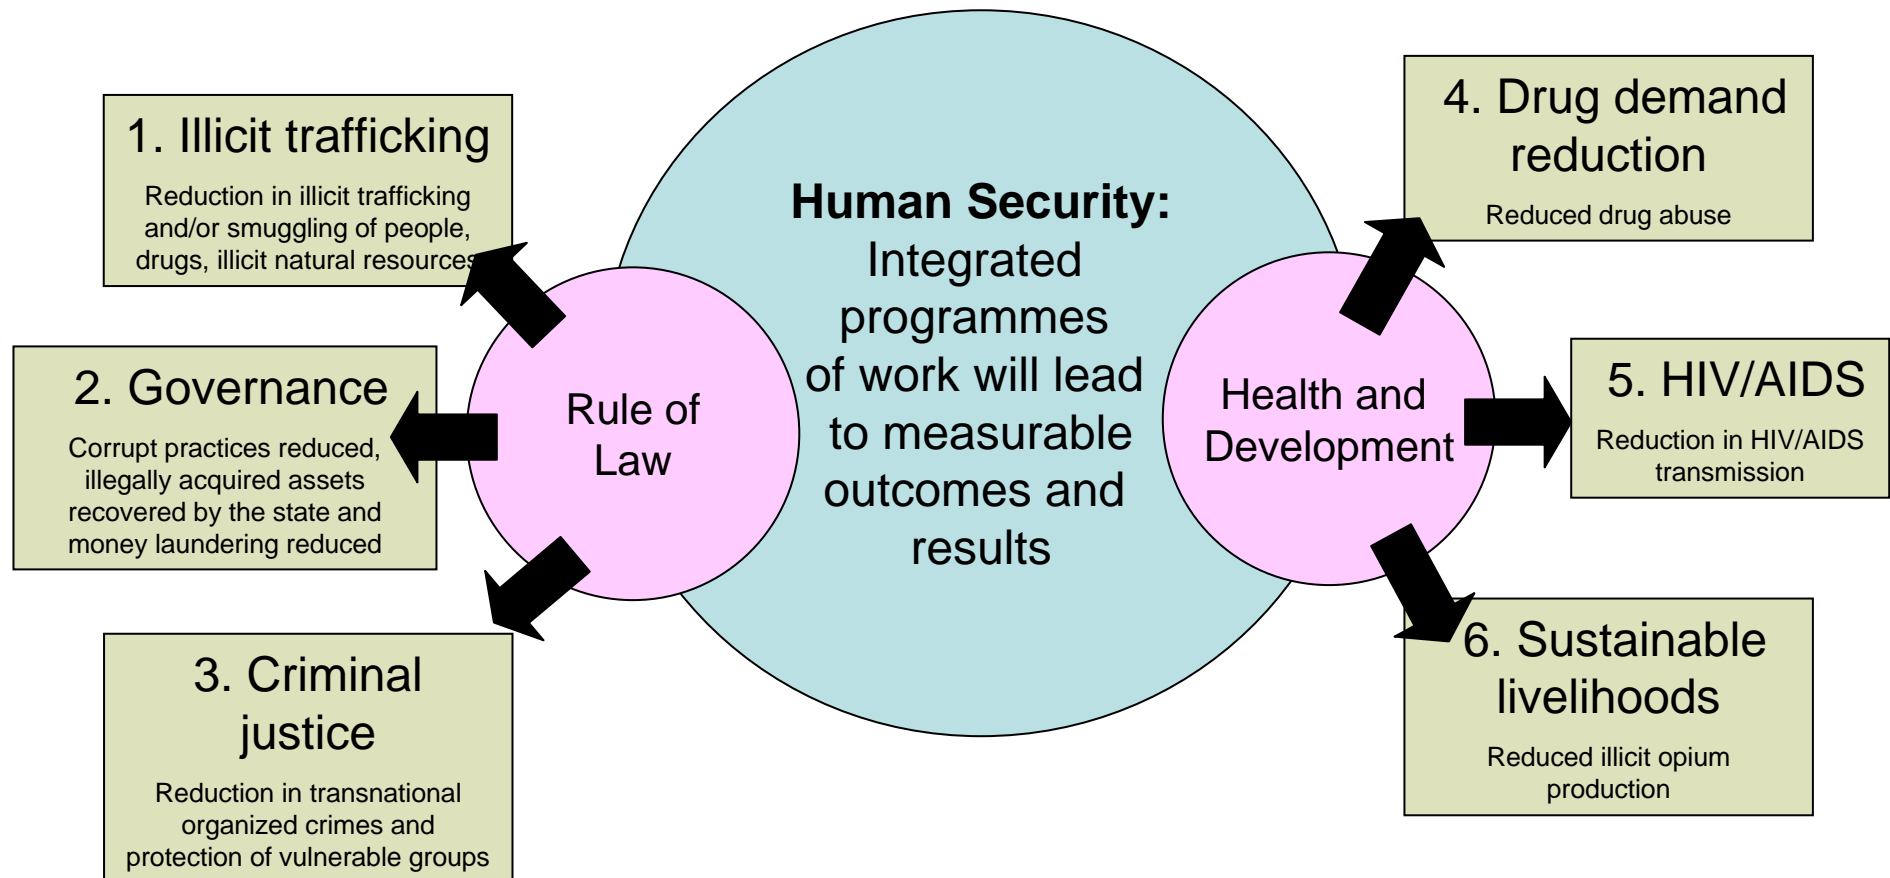 1. Illicit trafficking
Reduction in illicit trafficking
and/or smuggling of people,
drugs, illicit natural resources
2. Governance
Corrupt practices reduced,
illegally acquired assets
recovered by the state and
money laundering reduced
3. Criminal
justice
Reduction in transnational
organized crimes and
protection of vulnerable groups
Rule of
Law
Human Security:
Integrated
programmes
of work will lead
to measurable
outcomes and
results
Health and
Development
4. Drug demand
reduction
Reduced drug abuse
5. HIV/AIDS
Reduction in HIV/AIDS
transmission
6. Sustainable
livelihoods
Reduced illicit opium
production